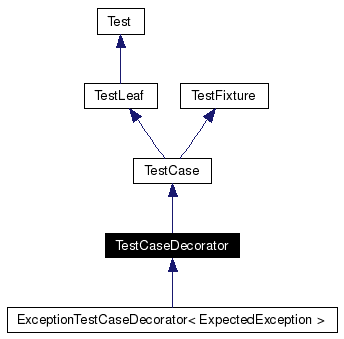 Test
TestLeaf
TestFixture
TestCase
TestCaseDecorator
ExceptionTestCaseDecorator< ExpectedException >